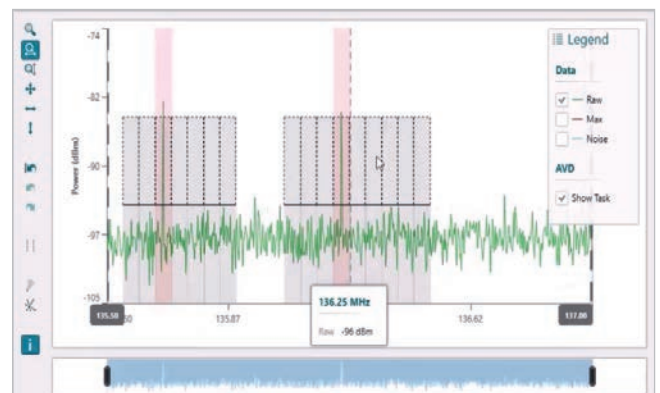 -74
-82
-90
-97
-105
Power (dBm)
135.50
135.87
136.62
137.00
136.25 MHz
Raw -96 dBm
Legend
Data
Raw
Max
Noise
AVD
Show Task